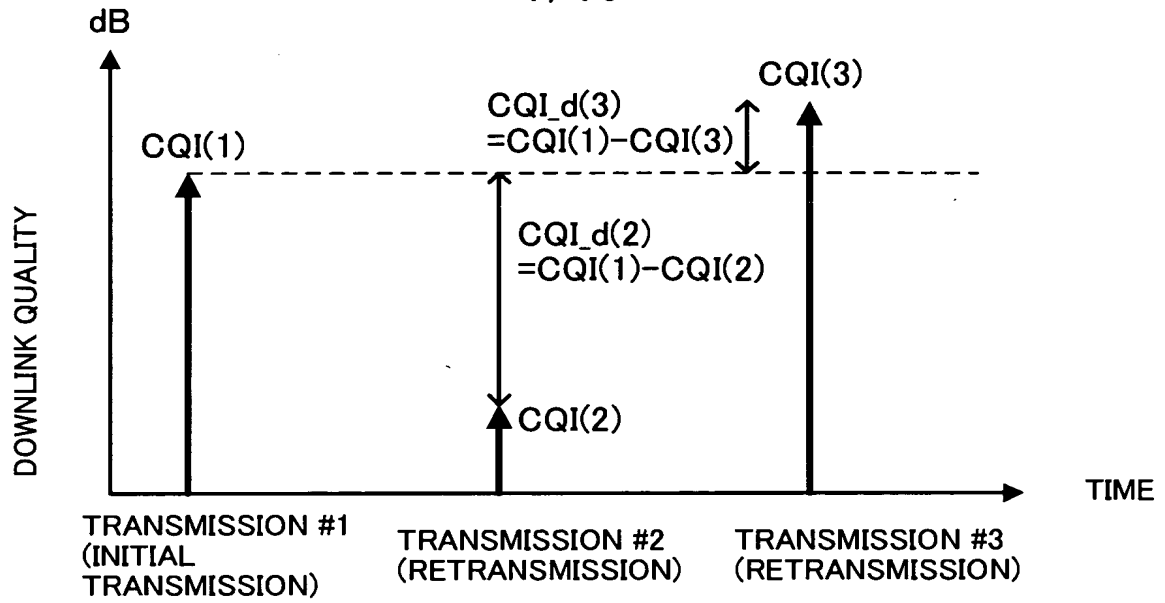 dB
CQI(3)
CQI_d(3)
=CQI(1)-CQI(3)
CQI(1)
CQI_d(2)
=CQI(1)-CQI(2)
CQI(2)
DOWNLINK QUALITY
TIME
TRANSMISSION #1
(INITIAL
TRANSMISSION)
TRANSMISSION #2
(RETRANSMISSION)
TRANSMISSION #3
(RETRANSMISSION)